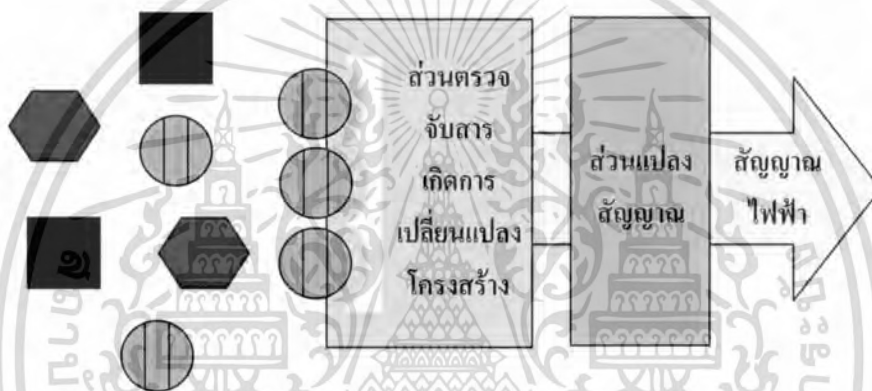 ส่วนตรวจ
จับสาร
เกิดการ
เปลี่ยนแปลง
โครงสร้าง
ส่วนแปลง
สัญญาณ
สัญญาณ
ไฟฟ้า